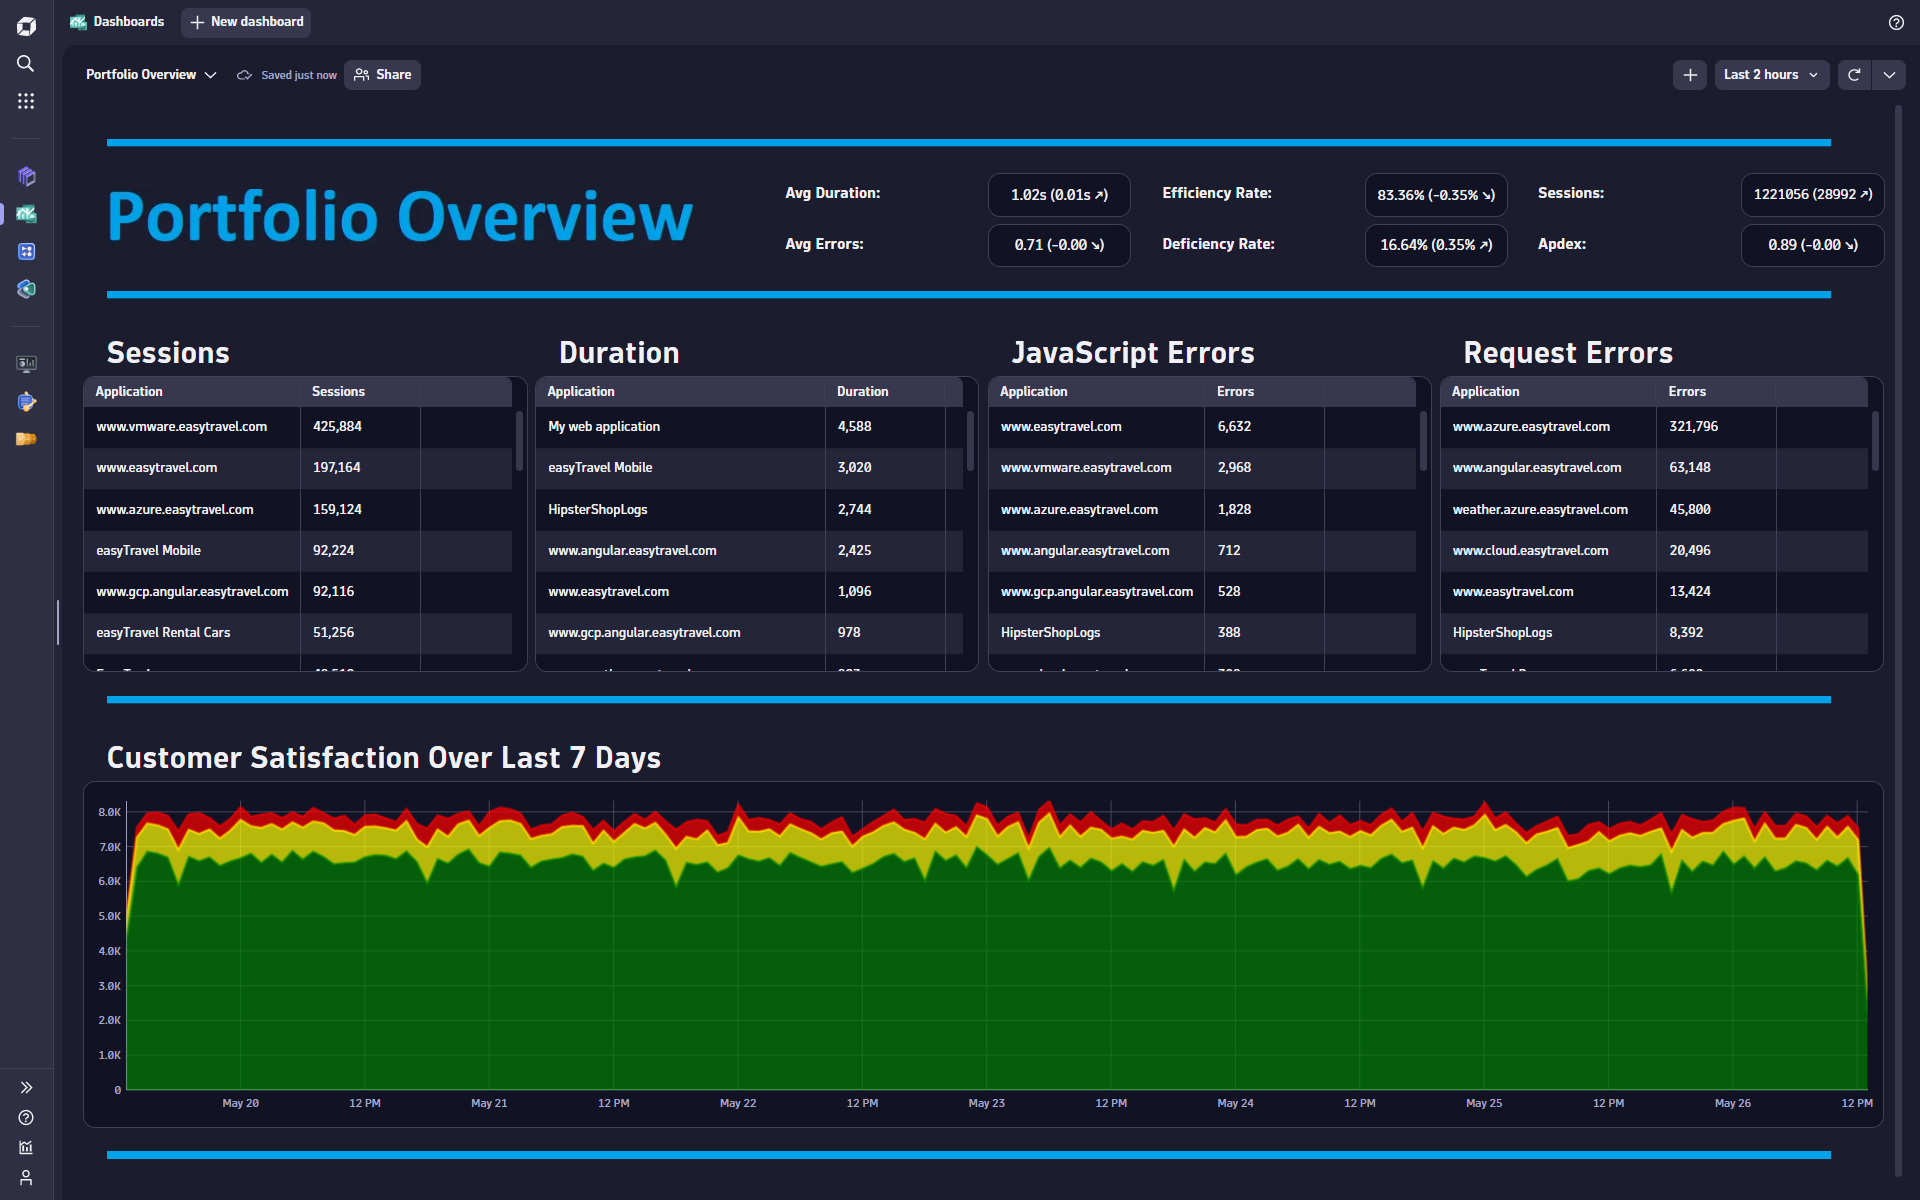 Dashboards
New dashboard
Portfolio Overview
Saved just now
Share
Last 2 hours
Portfolio Overview
Avg Duration: 1.02s (0.01s ↗) Efficiency Rate: 83.36% (-0.35% ↘) Sessions: 1221056 (28992 ↗)
Avg Errors: 0.71 (-0.00 ↘) Deficiency Rate: 16.64% (0.35% ↗) Apdex: 0.89 (-0.00 ↘)
Sessions
Application Sessions
www.vmware.easytravel.com 425,884
www.easytravel.com 197,164
www.azure.easytravel.com 159,124
easyTravel Mobile 92,224
www.gcp.angular.easytravel.com 92,116
easyTravel Rental Cars 51,256
Duration
Application Duration
My web application 4,588
easyTravel Mobile 3,020
HipsterShopLogs 2,744
www.angular.easytravel.com 2,425
www.easytravel.com 1,096
www.gcp.angular.easytravel.com 978
JavaScript Errors
Application Errors
www.easytravel.com 6,632
www.vmware.easytravel.com 2,968
www.azure.easytravel.com 1,828
www.angular.easytravel.com 712
www.gcp.angular.easytravel.com 528
HipsterShopLogs 388
Request Errors
Application Errors
www.azure.easytravel.com 321,796
www.angular.easytravel.com 63,148
weather.azure.easytravel.com 45,800
www.cloud.easytravel.com 20,496
www.easytravel.com 13,424
HipsterShopLogs 8,392
Customer Satisfaction Over Last 7 Days
8.0K
7.0K
6.0K
5.0K
4.0K
3.0K
2.0K
1.0K
0
May 20 12 PM May 21 12 PM May 22 12 PM May 23 12 PM May 24 12 PM May 25 12 PM May 26 12 PM